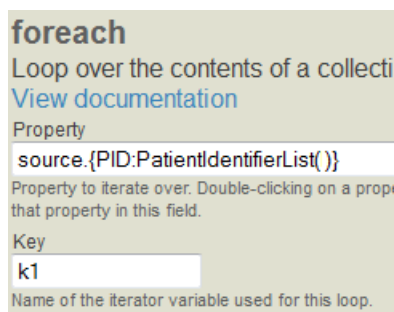 foreach
Loop over the contents of a collecti
View documentation
Property
source.{PID:PatientIdentifierList( )}
Property to iterate over. Double-clicking on a prope
that property in this field.
Key
k1
Name of the iterator variable used for this loop.